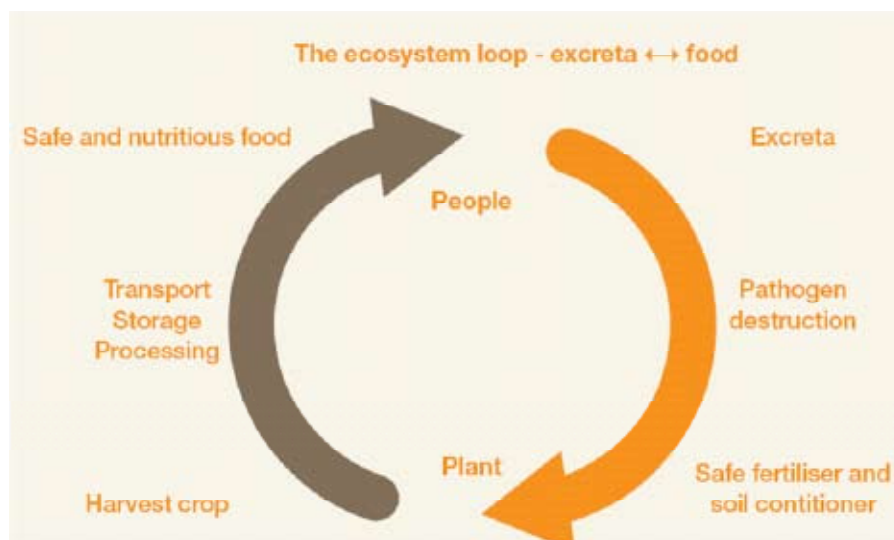 The ecosystem loop - excreta ↔ food
Safe and nutritious food
Excreta
People
Transport
Storage
Processing
Pathogen
destruction
Plant
Harvest crop
Safe fertiliser and
soil contitioner